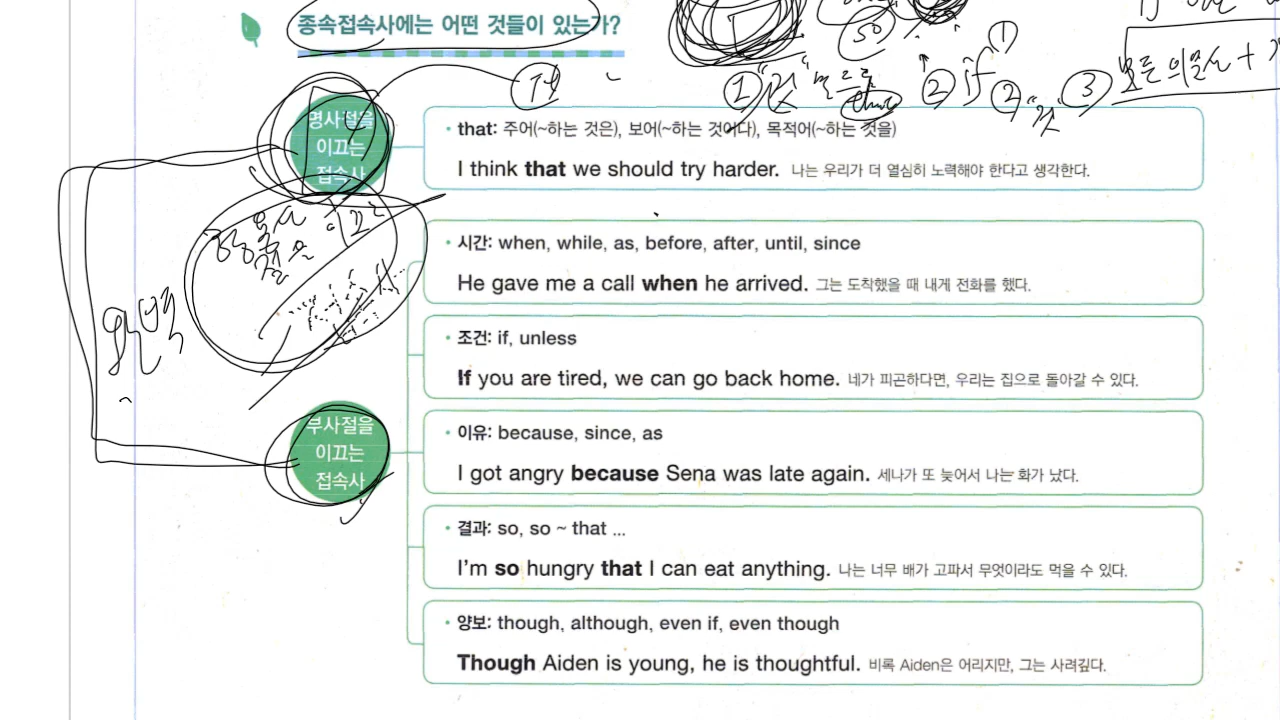 종속접속사에는 어떤 것들이 있는가?
so
① "것" ② if ① ② "것" ③ 모든 의문사 +
명사절을
이끄는
접속사
• that: 주어(~하는 것은), 보어(~하는 것이다), 목적어(~하는 것을)
I think that we should try harder. 나는 우리가 더 열심히 노력해야 한다고 생각한다.
• 시간: when, while, as, before, after, until, since
He gave me a call when he arrived. 그는 도착했을 때 내게 전화를 했다.
• 조건: if, unless
If you are tired, we can go back home. 네가 피곤하다면, 우리는 집으로 돌아갈 수 있다.
부사절을
이끄는
접속사
• 이유: because, since, as
I got angry because Sena was late again. 세나가 또 늦어서 나는 화가 났다.
• 결과: so, so ~ that ...
I'm so hungry that I can eat anything. 나는 너무 배가 고파서 무엇이라도 먹을 수 있다.
• 양보: though, although, even if, even though
Though Aiden is young, he is thoughtful. 비록 Aiden은 어리지만, 그는 사려깊다.